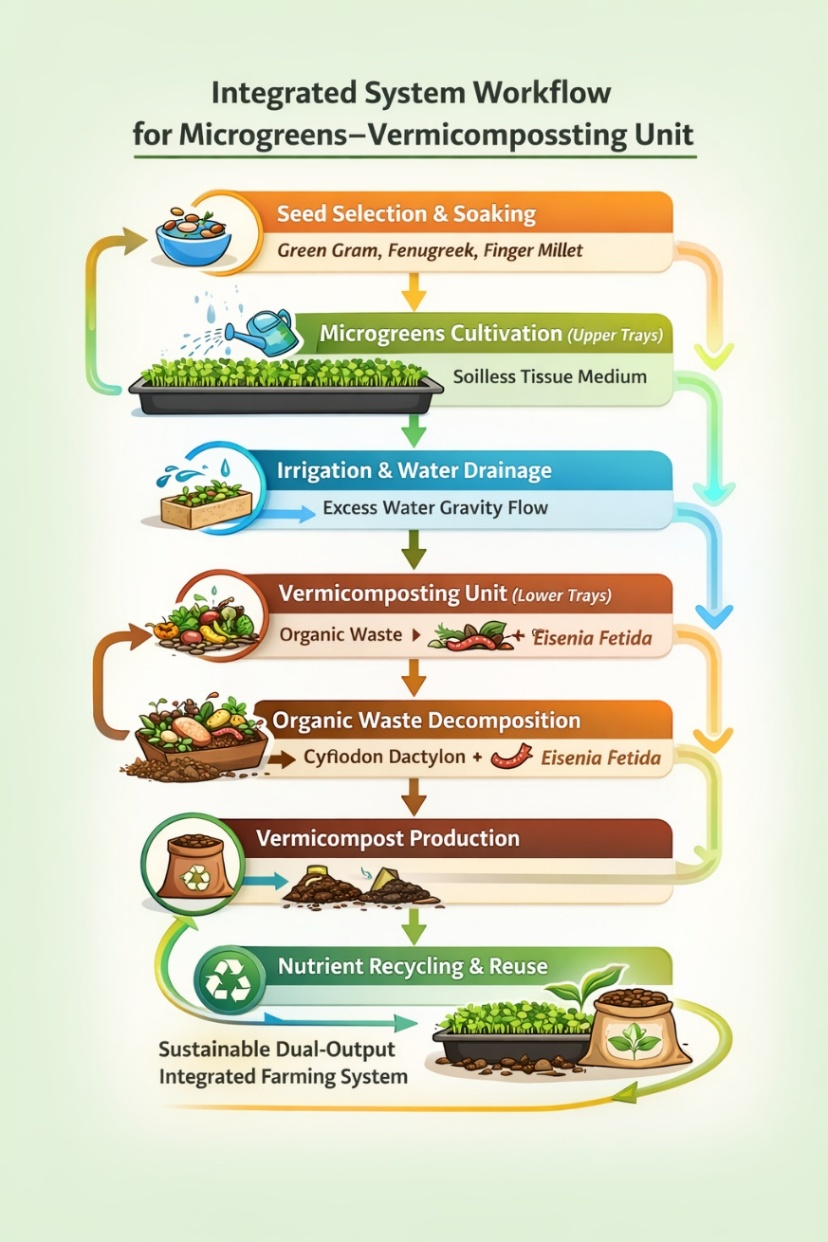 Integrated System Workflow
for Microgreens–Vermicompossting Unit
Seed Selection & Soaking
Green Gram, Fenugreek, Finger Millet
Microgreens Cultivation (Upper Trays)
Soilless Tissue Medium
Irrigation & Water Drainage
Excess Water Gravity Flow
Vermicomposting Unit (Lower Trays)
Organic Waste + Eisenia Fetida
Organic Waste Decomposition
Dactylon + Eisenia Fetida
Vermicompost Production
Nutrient Recycling & Reuse
Sustainable Dual-Output
Integrated Farming System